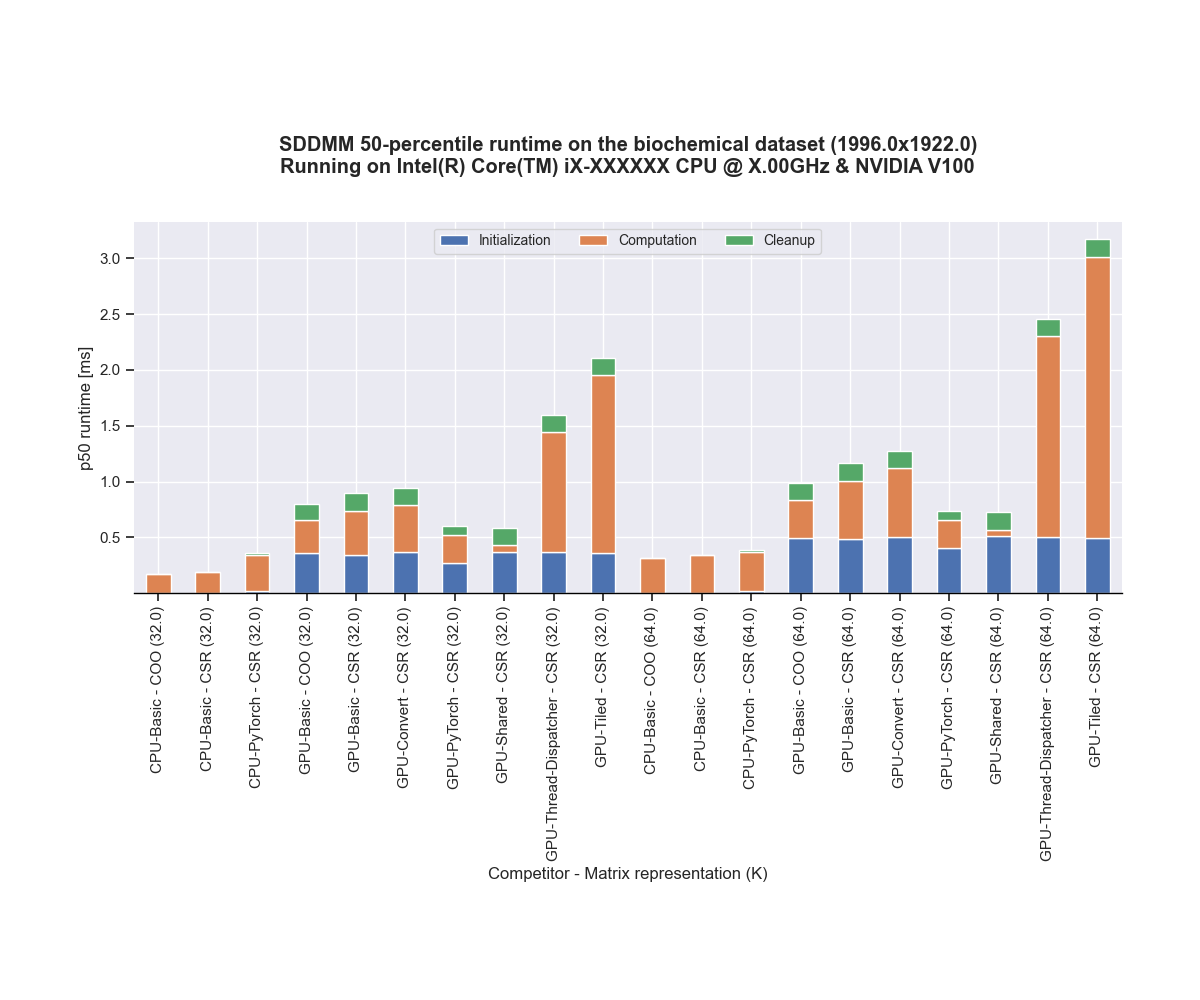 SDDMM 50-percentile runtime on the biochemical dataset (1996.0x1922.0)
Running on Intel(R) Core(TM) iX-XXXXXX CPU @ X.00GHz & NVIDIA V100
Initialization
Computation
Cleanup
p50 runtime [ms]
3.0
2.5
2.0
1.5
1.0
0.5
CPU-Basic - COO (32.0)
CPU-Basic - CSR (32.0)
CPU-PyTorch - CSR (32.0)
GPU-Basic - COO (32.0)
GPU-Basic - CSR (32.0)
GPU-Convert - CSR (32.0)
GPU-PyTorch - CSR (32.0)
GPU-Shared - CSR (32.0)
GPU-Thread-Dispatcher - CSR (32.0)
GPU-Tiled - CSR (32.0)
CPU-Basic - COO (64.0)
CPU-Basic - CSR (64.0)
CPU-PyTorch - CSR (64.0)
GPU-Basic - COO (64.0)
GPU-Basic - CSR (64.0)
GPU-Convert - CSR (64.0)
GPU-PyTorch - CSR (64.0)
GPU-Shared - CSR (64.0)
GPU-Thread-Dispatcher - CSR (64.0)
GPU-Tiled - CSR (64.0)
Competitor - Matrix representation (K)